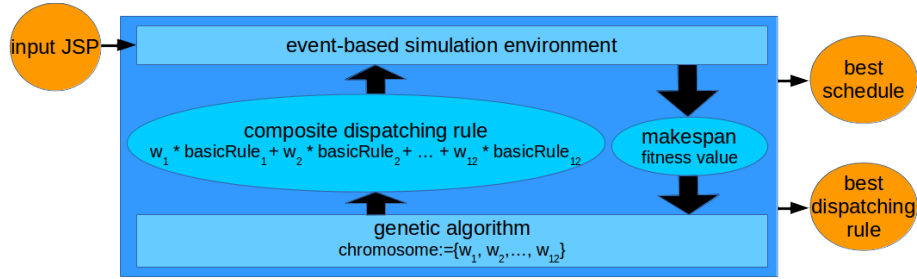 input JSP
event-based simulation environment
best
schedule
composite dispatching rule
w₁ * basicRule₁ + w₂ * basicRule₂ + ... + w₁₂ * basicRule₁₂
makespan
fitness value
best
dispatching
rule
genetic algorithm
chromosome:={w₁, w₂,..., w₁₂}